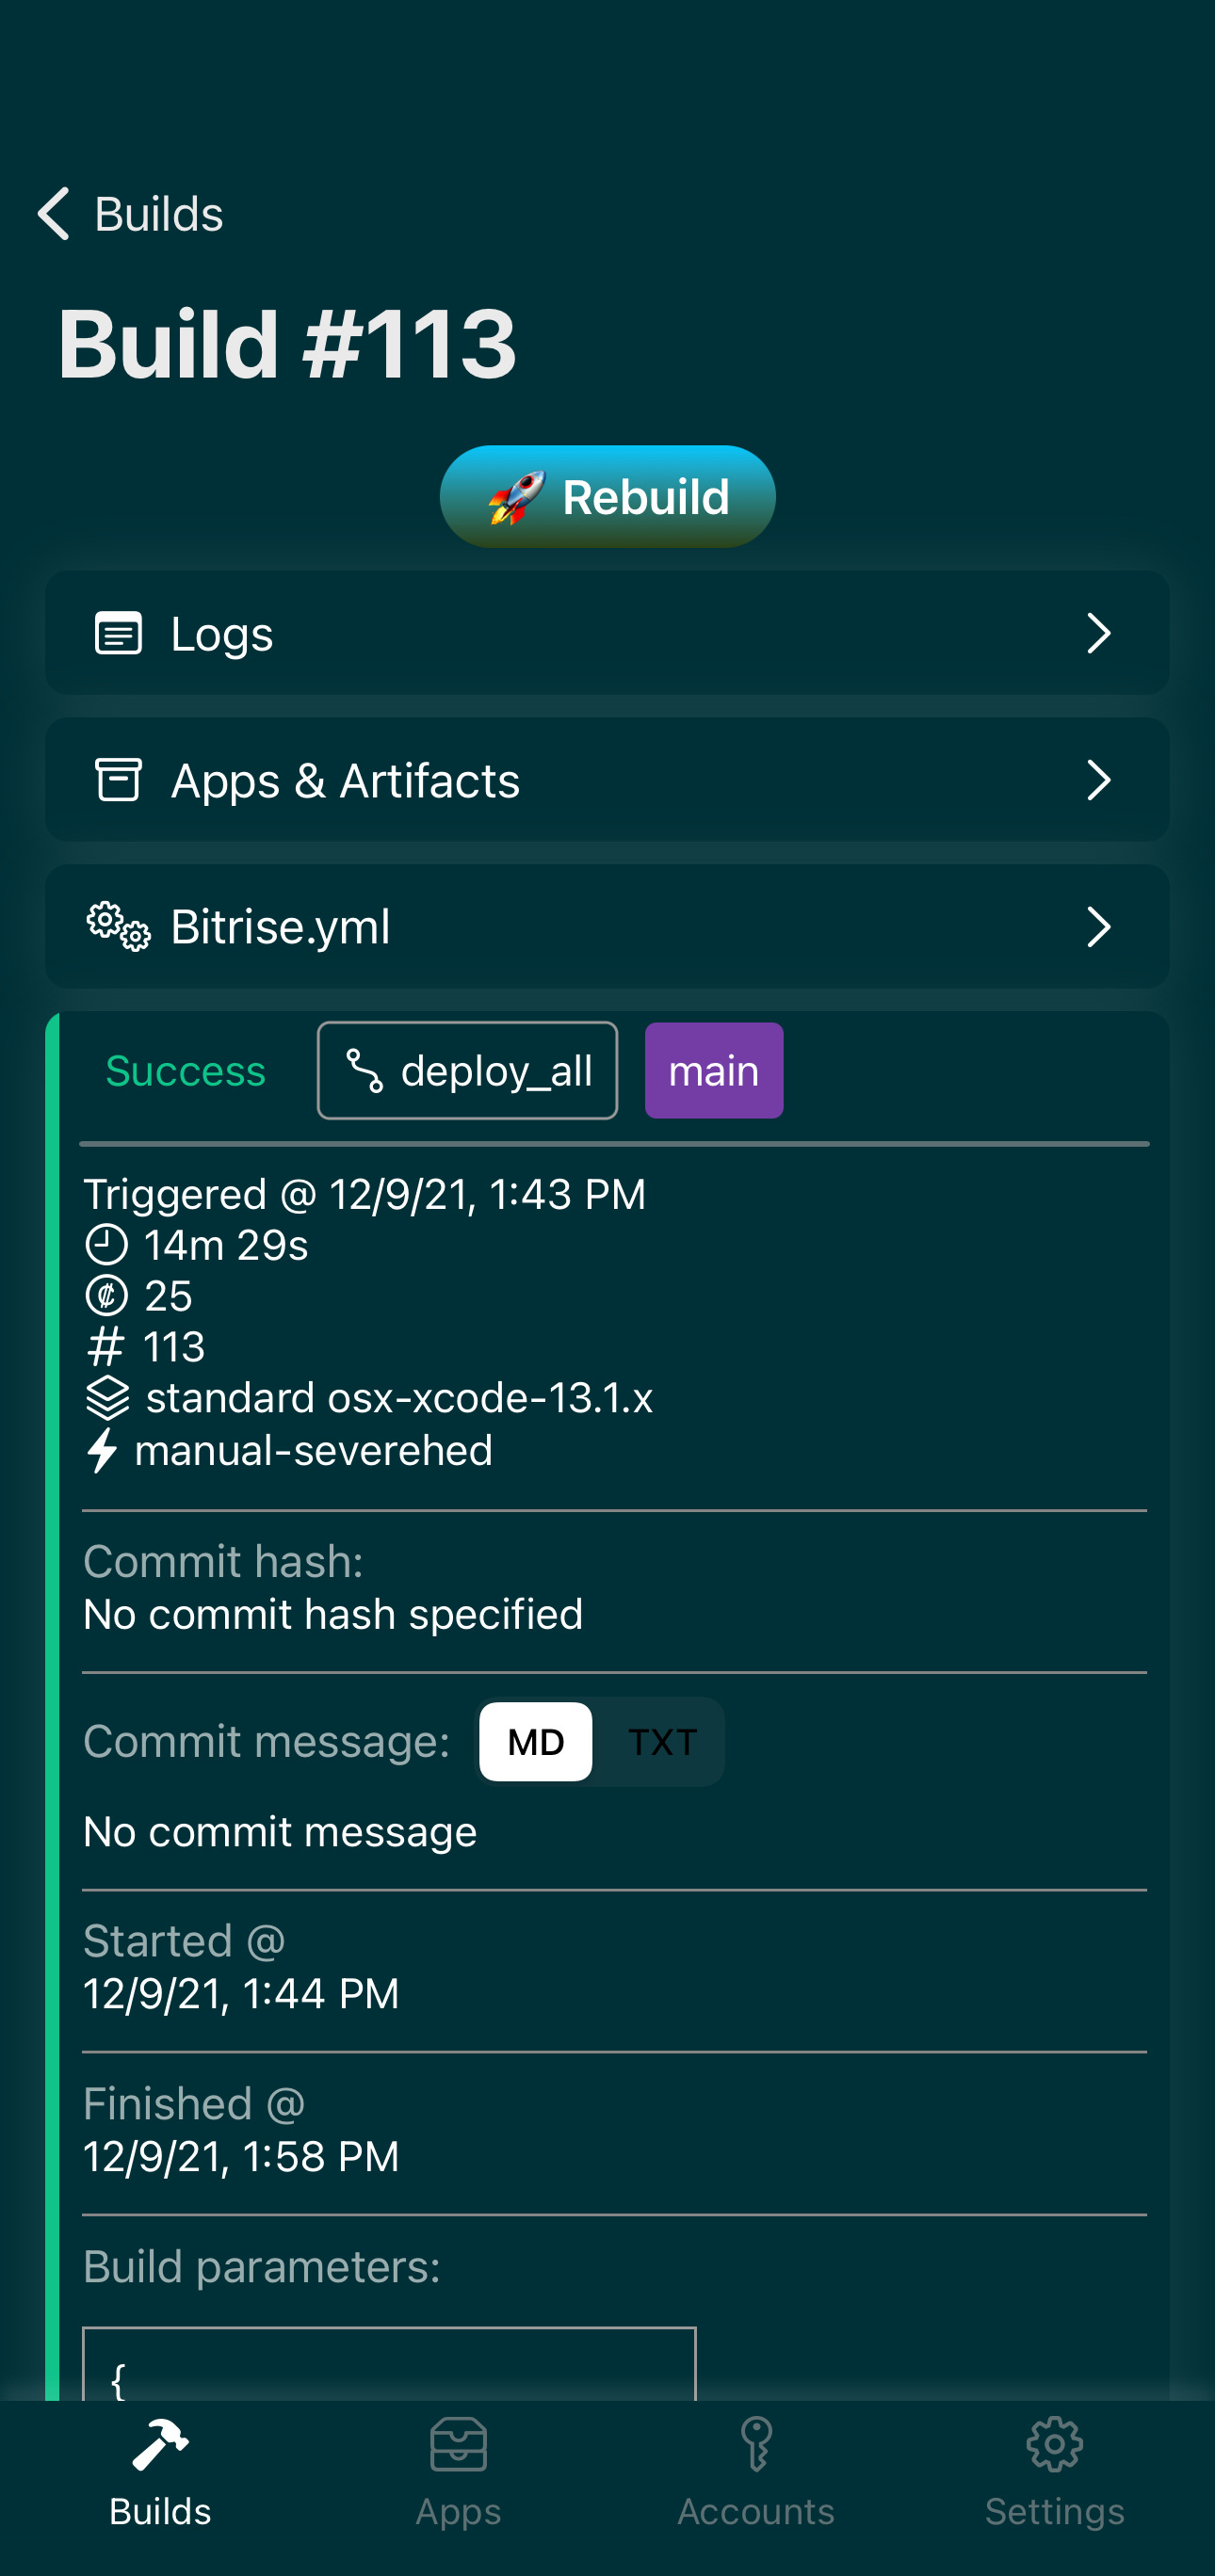 Builds
Build #113
🚀 Rebuild
Logs
Apps & Artifacts
Bitrise.yml
Success deploy_all main
Triggered @ 12/9/21, 1:43 PM
14m 29s
₵ 25
# 113
standard osx-xcode-13.1.x
manual-severehed
Commit hash:
No commit hash specified
Commit message: MD TXT
No commit message
Started @
12/9/21, 1:44 PM
Finished @
12/9/21, 1:58 PM
Build parameters:
{
Builds Apps Accounts Settings